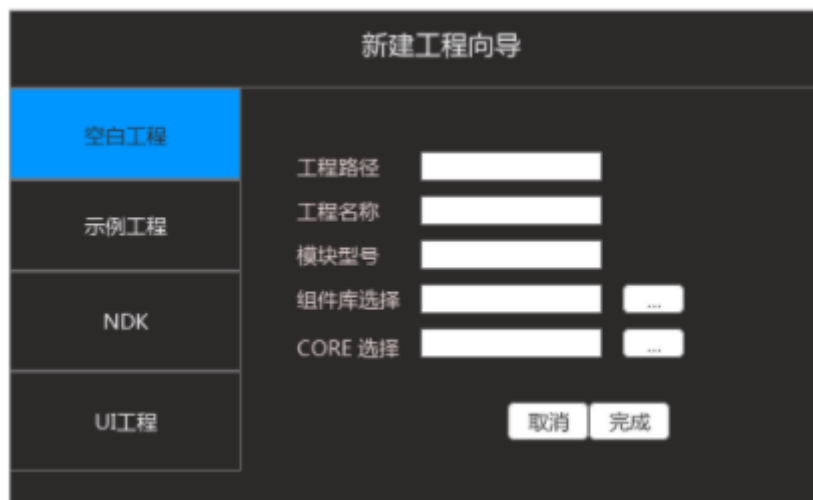 新建工程向导
空白工程
示例工程
NDK
UI工程
工程路径
工程名称
模块型号
组件库选择 ...
CORE 选择 ...
取消 完成